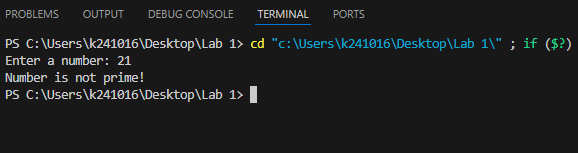 PROBLEMS OUTPUT DEBUG CONSOLE TERMINAL PORTS
PS C:\Users\k241016\Desktop\Lab 1> cd "c:\Users\k241016\Desktop\Lab 1\" ; if ($?)
Enter a number: 21
Number is not prime!
PS C:\Users\k241016\Desktop\Lab 1>